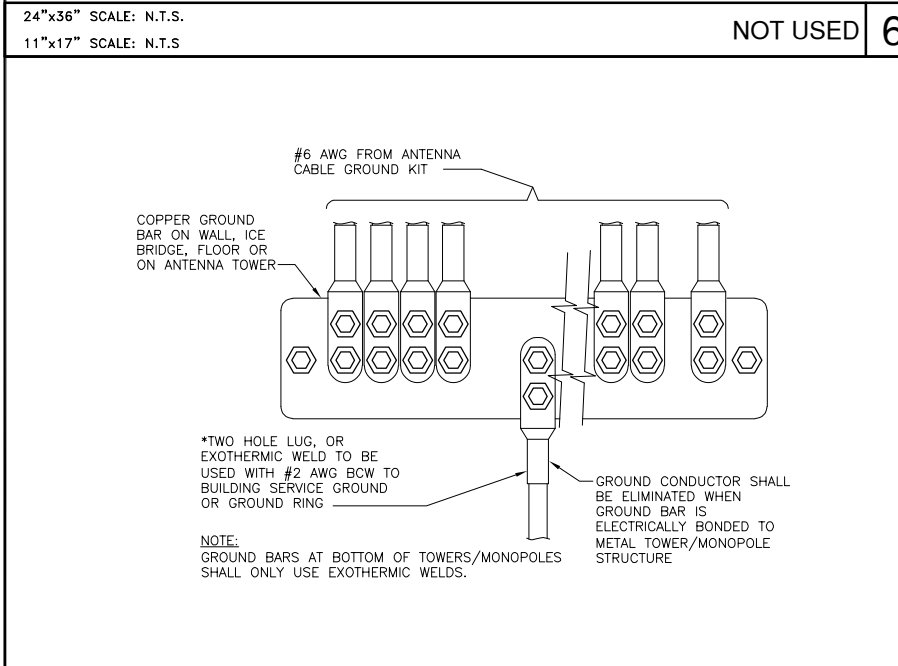 24"x36" SCALE: N.T.S.
11"x17" SCALE: N.T.S
NOT USED 6
#6 AWG FROM ANTENNA
CABLE GROUND KIT
COPPER GROUND
BAR ON WALL, ICE
BRIDGE, FLOOR OR
ON ANTENNA TOWER
*TWO HOLE LUG, OR
EXOTHERMIC WELD TO BE
USED WITH #2 AWG BCW TO
BUILDING SERVICE GROUND
OR GROUND RING
GROUND CONDUCTOR SHALL
BE ELIMINATED WHEN
GROUND BAR IS
ELECTRICALLY BONDED TO
METAL TOWER/MONOPOLE
STRUCTURE
NOTE:
GROUND BARS AT BOTTOM OF TOWERS/MONOPOLES
SHALL ONLY USE EXOTHERMIC WELDS.